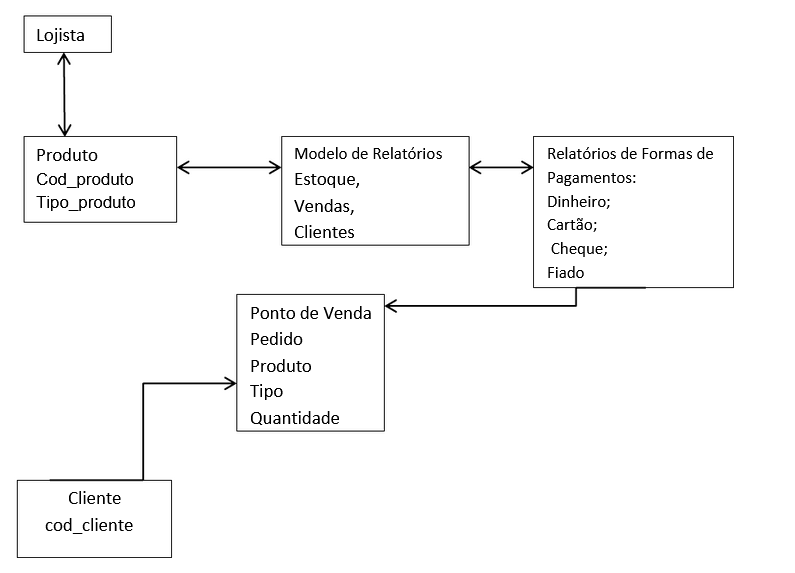 Lojista
Produto
Cod_produto
Tipo_produto
Modelo de Relatórios
Estoque,
Vendas,
Clientes
Relatórios de Formas de
Pagamentos:
Dinheiro;
Cartão;
Cheque;
Fiado
Ponto de Venda
Pedido
Produto
Tipo
Quantidade
Cliente
cod_cliente